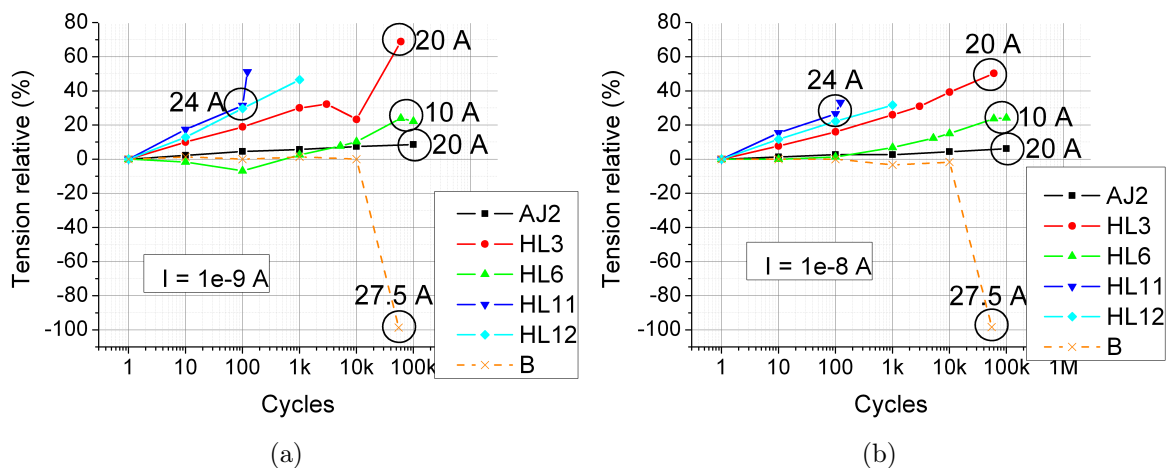 80
60
40
20
0
-20
-40
-60
-80
-100
Tension relative (%)
20 A
24 A
10 A
20 A
27.5 A
I = 1e-9 A
AJ2
HL3
HL6
HL11
HL12
B
1 10 100 1k 10k 100k
Cycles
(a)
80
60
40
20
0
-20
-40
-60
-80
-100
Tension relative (%)
20 A
24 A
10 A
20 A
27.5 A
I = 1e-8 A
AJ2
HL3
HL6
HL11
HL12
B
1 10 100 1k 10k 100k 1M
Cycles
(b)